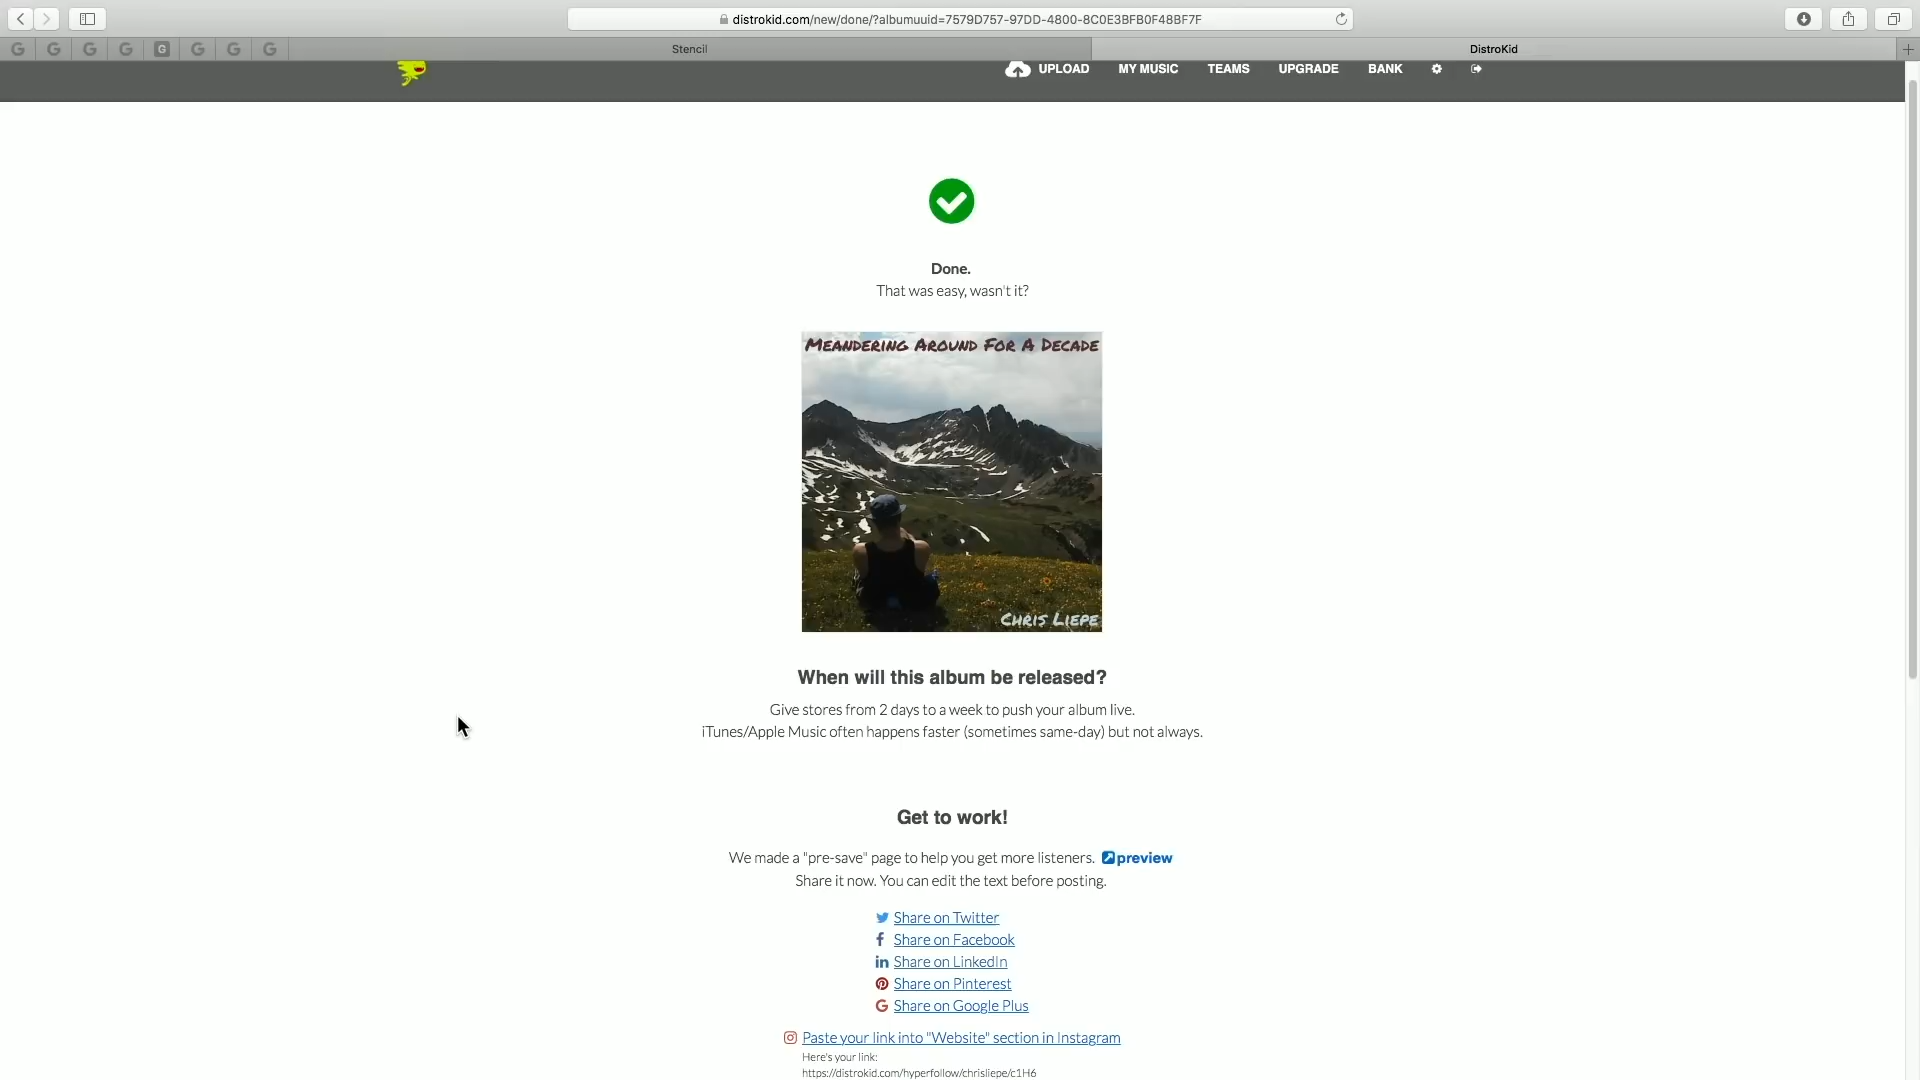 distrokid.com/new/done/?albumuuid=7579D757-97DD-4800-8C0E3BFB0F48BF7F
G G G G G G G G
Stencil
DistroKid
UPLOAD MY MUSIC TEAMS UPGRADE BANK
Done.
That was easy, wasn't it?
MEANDERING AROUND FOR A DECADE
CHRIS LIEPE
When will this album be released?
Give stores from 2 days to a week to push your album live.
iTunes/Apple Music often happens faster (sometimes same-day) but not always.
Get to work!
We made a "pre-save" page to help you get more listeners. preview
Share it now. You can edit the text before posting.
Share on Twitter
Share on Facebook
Share on LinkedIn
Share on Pinterest
Share on Google Plus
Paste your link into "Website" section in Instagram
Here's your link:
https://distrokid.com/hyperfollow/chrisliepe/c1H6